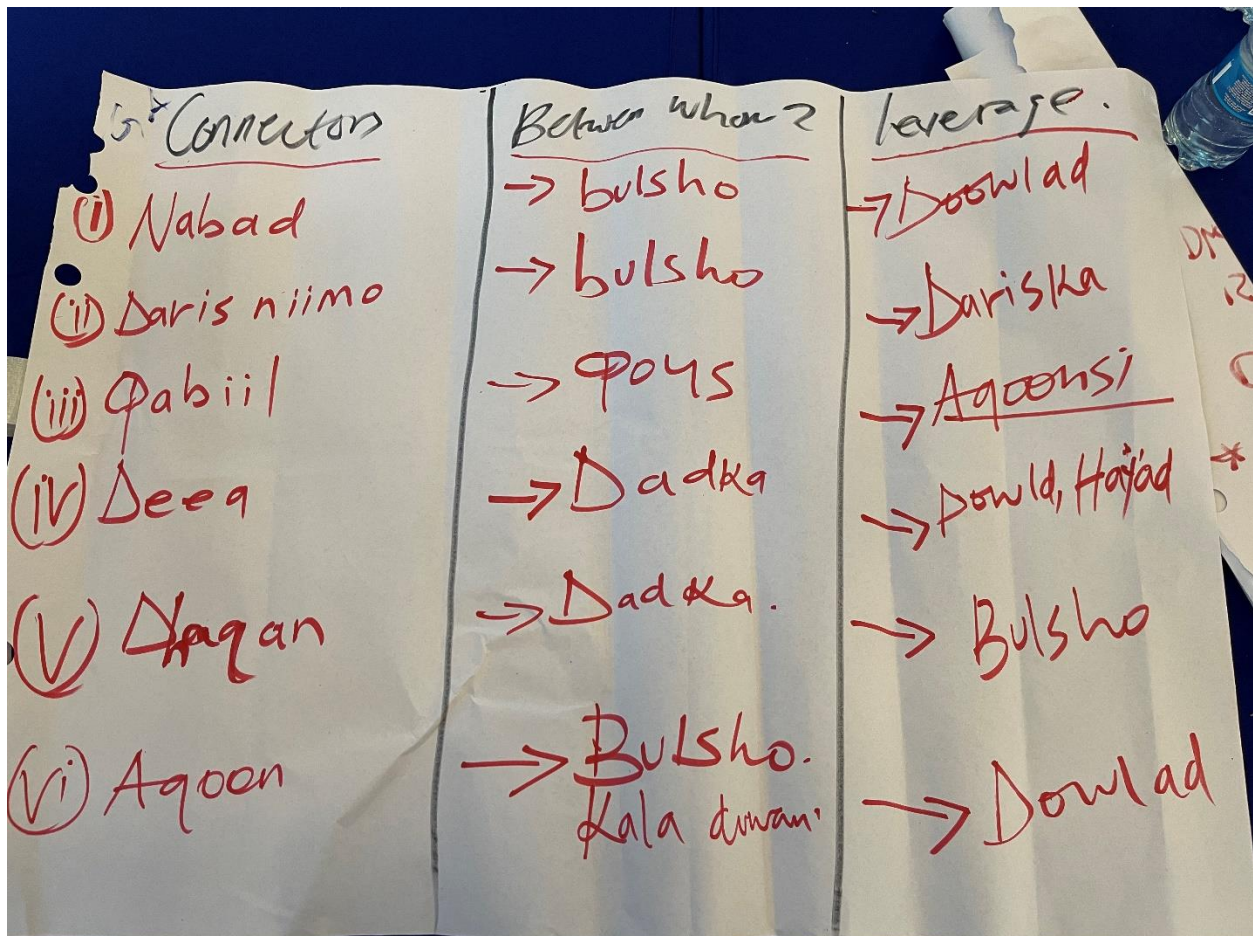 Connectors | Between whom? | leverage.
(i) Nabad → bulsho → Doowlad
(ii) Daris niimo → bulsho → Dariska
(iii) Qabiil → Qoys → Aqoonsi
(iv) Deeq → Dadka → Dowld, Hay'ad
(v) Dhaqan → Dadka. → Bulsho
(vi) Aqoon → Bulsho. → Dowlad
Kala duwan.